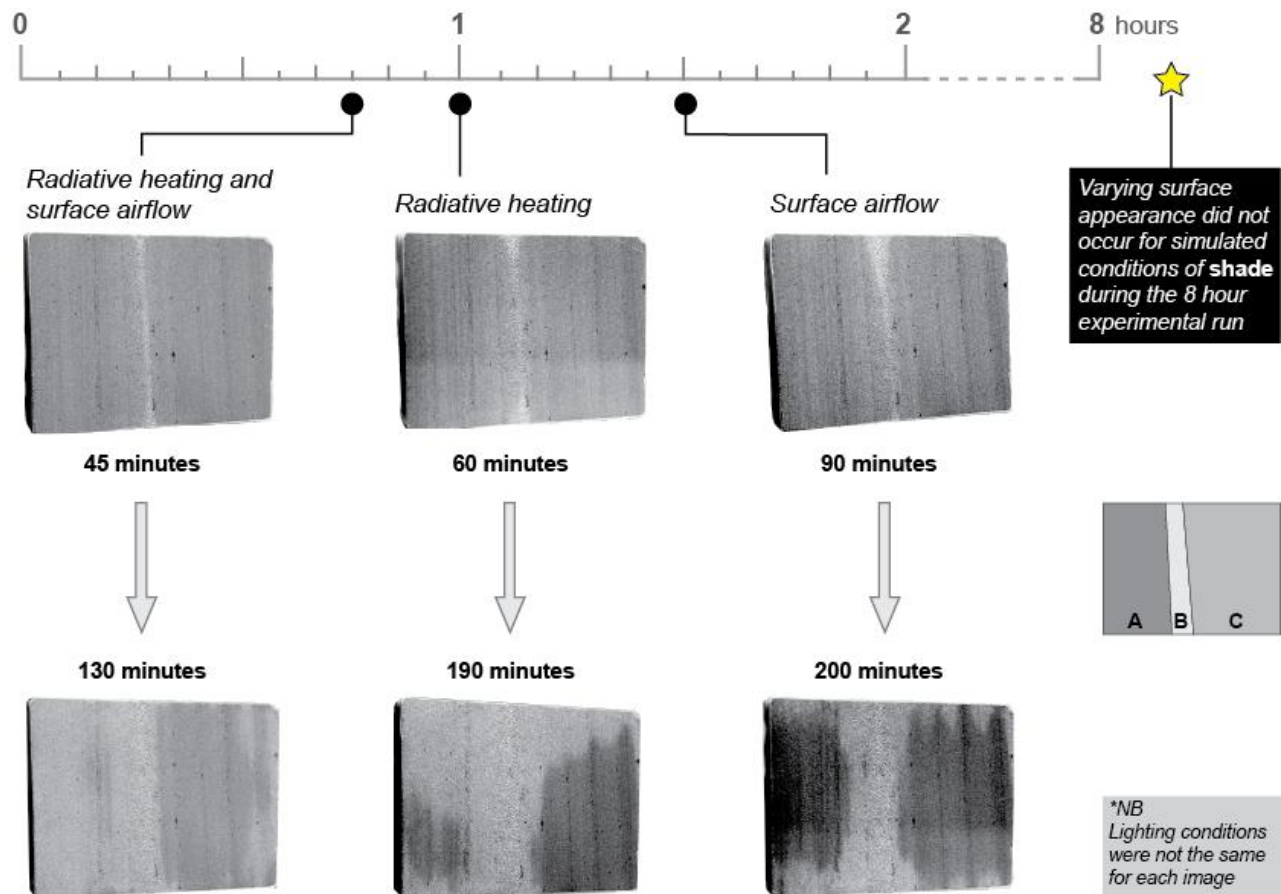 0 1 2 8 hours
Radiative heating and
surface airflow
Radiative heating
Surface airflow
Varying surface
appearance did not
occur for simulated
conditions of shade
during the 8 hour
experimental run
45 minutes
60 minutes
90 minutes
A B C
130 minutes
190 minutes
200 minutes
*NB
Lighting conditions
were not the same
for each image